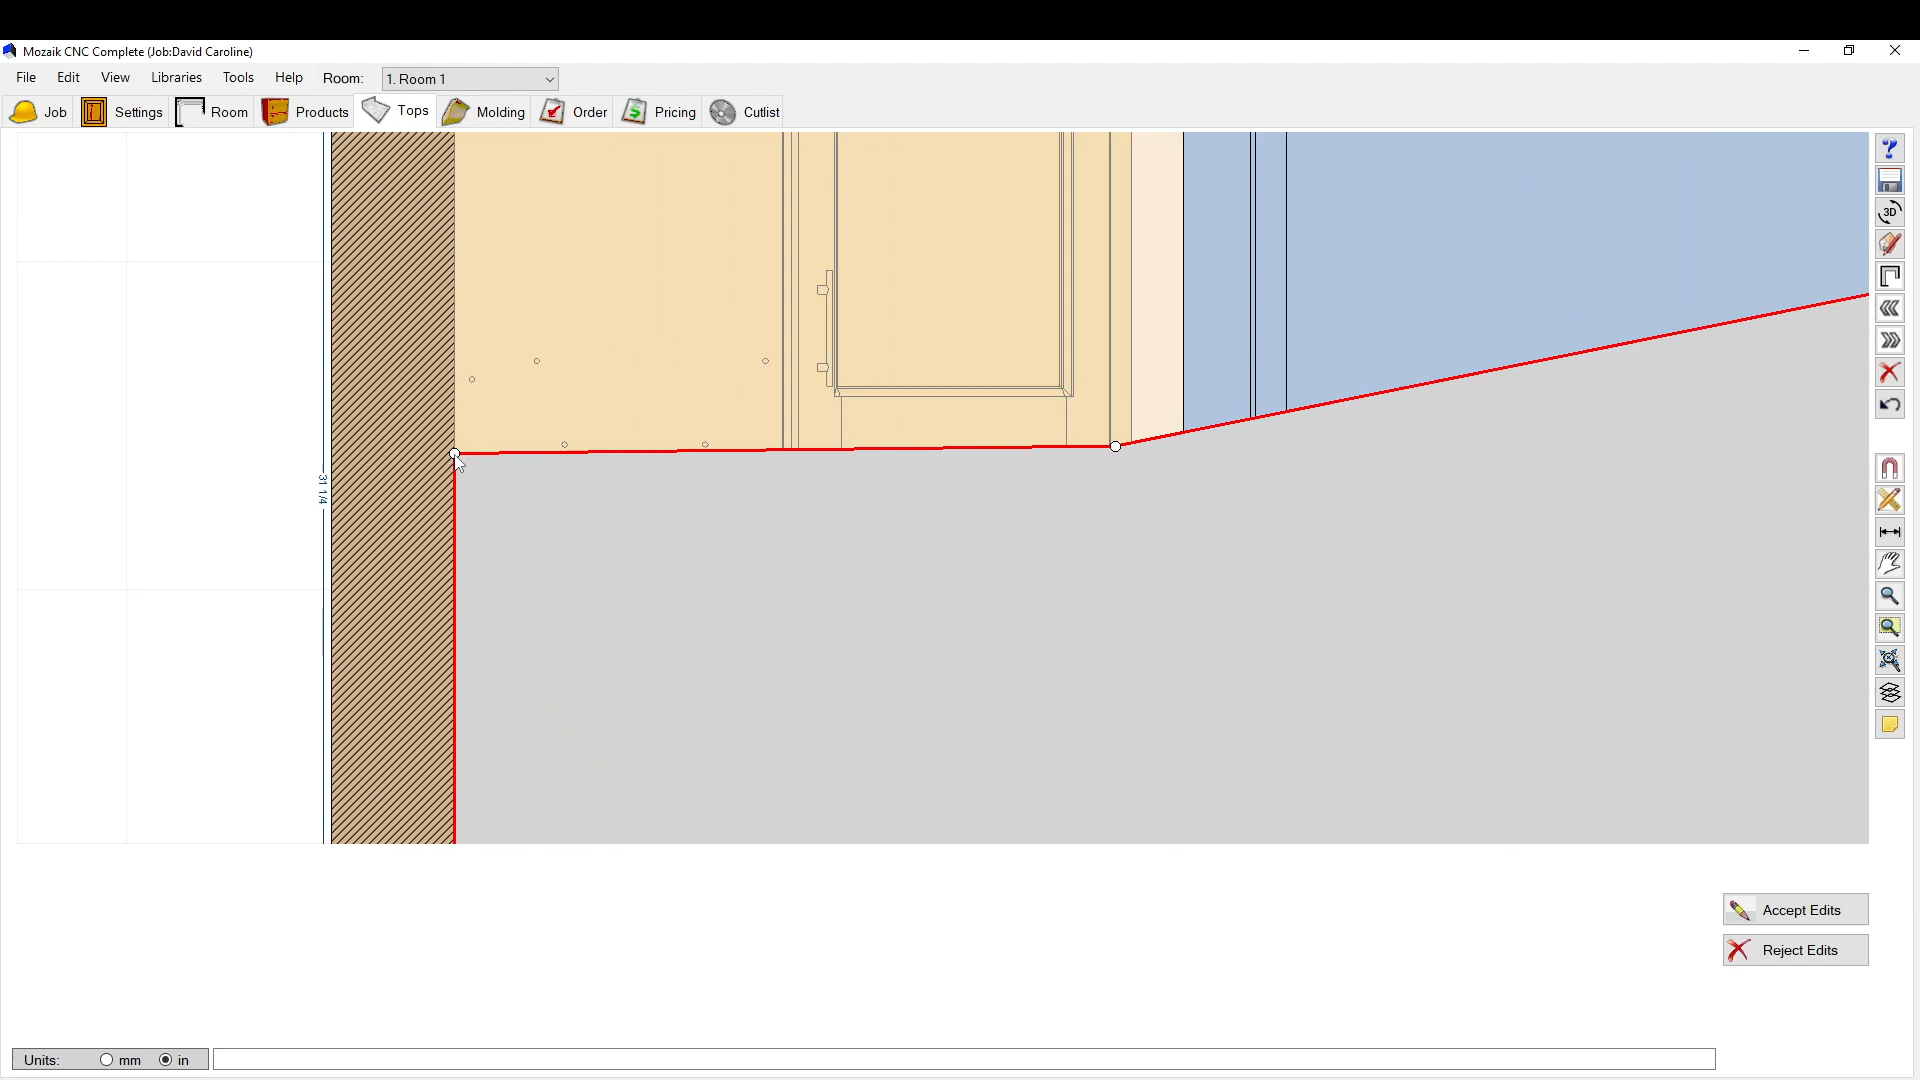 Mozaik CNC Complete (Job:David Caroline)
File Edit View Libraries Tools Help Room: 1. Room 1
Job Settings Room Products Tops Molding Order Pricing Cutlist
3D
31 1/4
Accept Edits
Reject Edits
Units: mm in